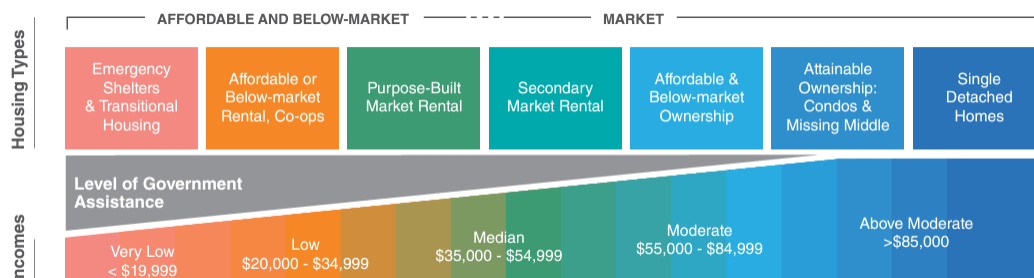 AFFORDABLE AND BELOW-MARKET
MARKET
Housing Types
Emergency
Shelters
& Transitional
Housing
Affordable or
Below-market
Rental, Co-ops
Purpose-Built
Market Rental
Secondary
Market Rental
Affordable &
Below-market
Ownership
Attainable
Ownership:
Condos &
Missing Middle
Single
Detached
Homes
Level of Government
Assistance
ncomes
Very Low
< $19,999
Low
$20,000 - $34,999
Median
$35,000 - $54,999
Moderate
$55,000 - $84,999
Above Moderate
>$85,000